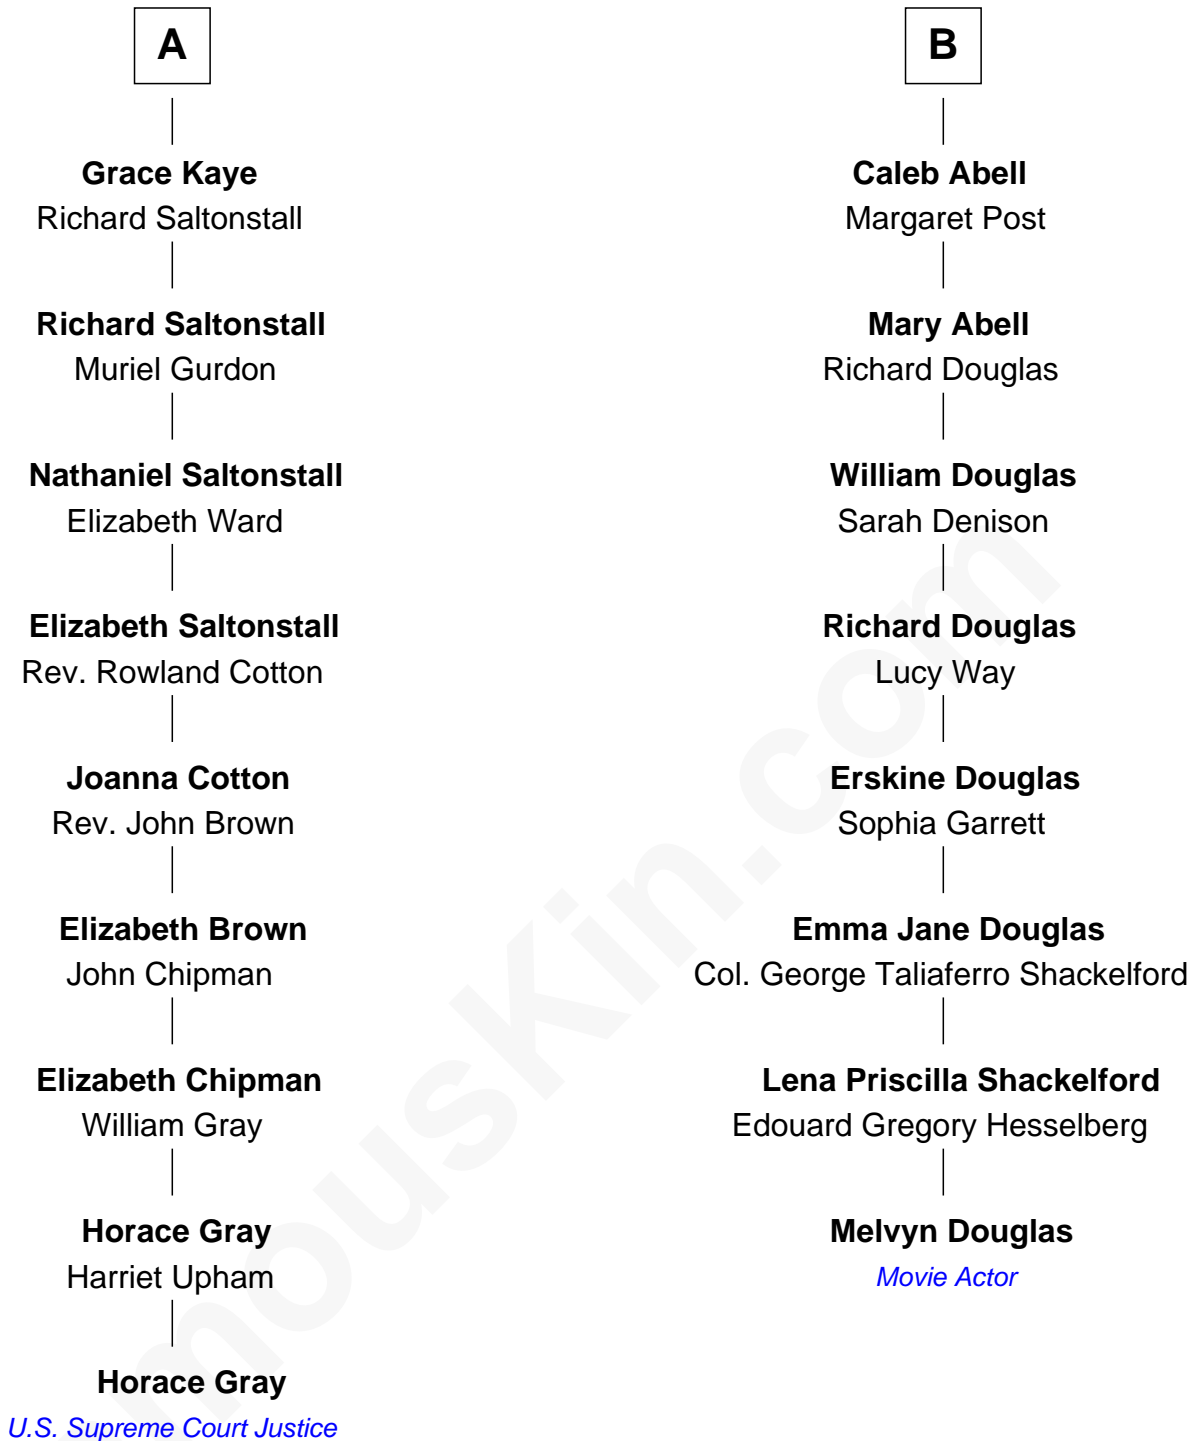 A
Grace Kaye
Richard Saltonstall
Richard Saltonstall
Muriel Gurdon
Nathaniel Saltonstall
Elizabeth Ward
Elizabeth Saltonstall
Rev. Rowland Cotton
Joanna Cotton
Rev. John Brown
Elizabeth Brown
John Chipman
Elizabeth Chipman
William Gray
Horace Gray
Harriet Upham
Horace Gray
U.S. Supreme Court Justice
B
Caleb Abell
Margaret Post
Mary Abell
Richard Douglas
William Douglas
Sarah Denison
Richard Douglas
Lucy Way
Erskine Douglas
Sophia Garrett
Emma Jane Douglas
Col. George Taliaferro Shackelford
Lena Priscilla Shackelford
Edouard Gregory Hesselberg
Melvyn Douglas
Movie Actor
mousKin.com